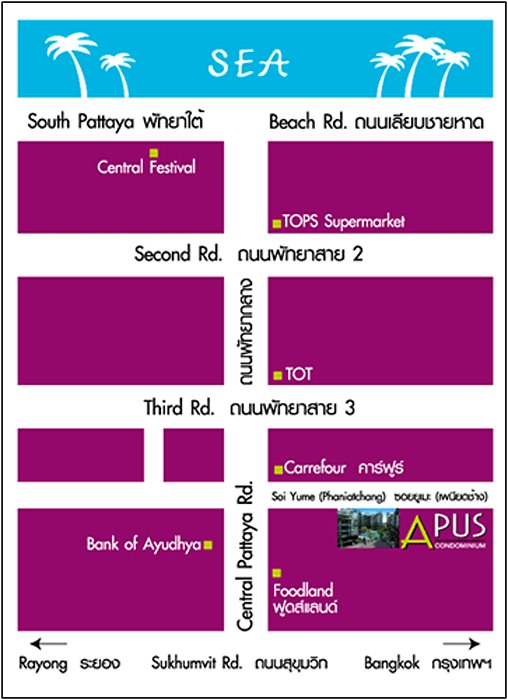 SEA
South Pattaya พัทยาใต้
Beach Rd. ถนนเลียบชายหาด
Central Festival
TOPS Supermarket
Second Rd. ถนนพัทยาสาย 2
ถนนพัทยากลาง
TOT
Third Rd. ถนนพัทยาสาย 3
Carrefour คาร์ฟูร์
Soi Yume (Phaniatchang) ซอยยูเมะ (เพนียดช้าง)
Central Pattaya Rd.
APUS
CONDOMINIUM
Bank of Ayudhya
Foodland
ฟูดส์แลนด์
Rayong ระยอง
Sukhumvit Rd. ถนนสุขุมวิท
Bangkok กรุงเทพฯ